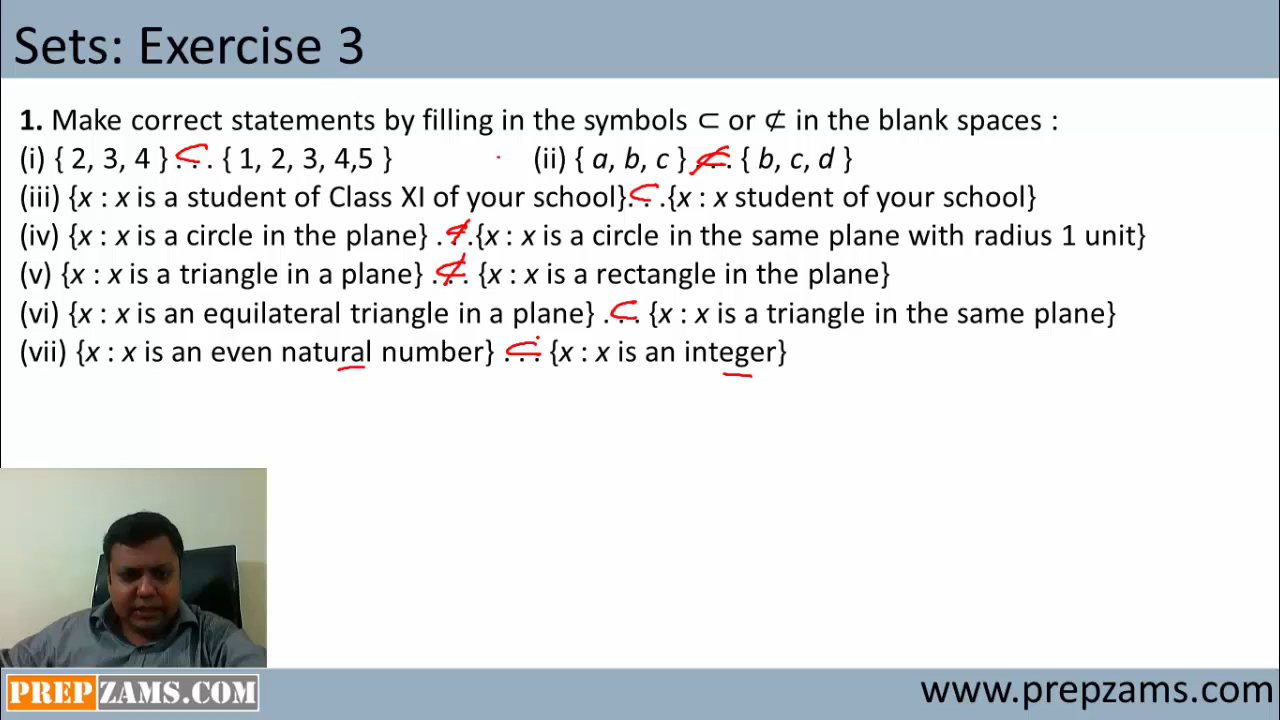 Sets: Exercise 3
1. Make correct statements by filling in the symbols ⊂ or ⊄ in the blank spaces :
(i) { 2, 3, 4 } ⊂ . . . { 1, 2, 3, 4,5 } (ii) { a, b, c } ⊄ . . . { b, c, d }
(iii) {x : x is a student of Class XI of your school} ⊂ . . . {x : x student of your school}
(iv) {x : x is a circle in the plane} ⊄ . . . {x : x is a circle in the same plane with radius 1 unit}
(v) {x : x is a triangle in a plane} ⊄ . . . {x : x is a rectangle in the plane}
(vi) {x : x is an equilateral triangle in a plane} ⊂ . . . {x : x is a triangle in the same plane}
(vii) {x : x is an even natural number} ⊂ . . . {x : x is an integer}
PREPZAMS.COM
www.prepzams.com